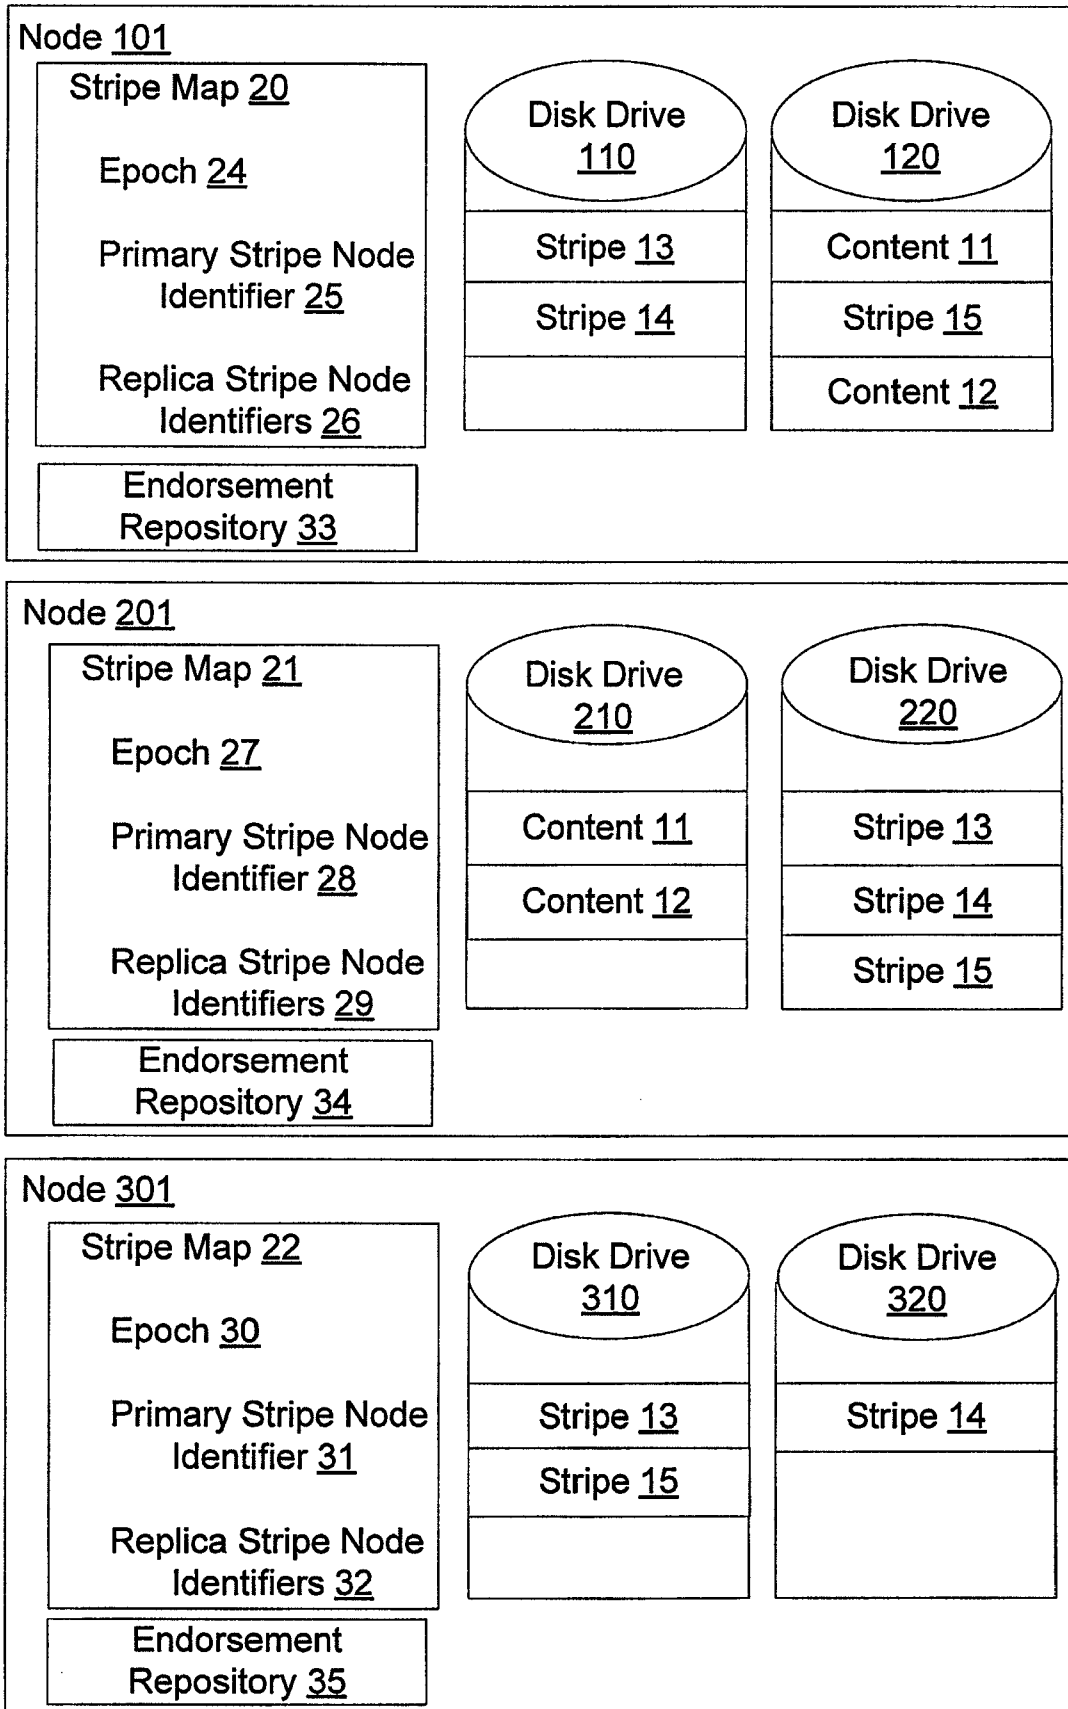 Node 101
Stripe Map 20
Epoch 24
Primary Stripe Node
Identifier 25
Replica Stripe Node
Identifiers 26
Endorsement
Repository 33
Disk Drive
110
Stripe 13
Stripe 14
Disk Drive
120
Content 11
Stripe 15
Content 12
Node 201
Stripe Map 21
Epoch 27
Primary Stripe Node
Identifier 28
Replica Stripe Node
Identifiers 29
Endorsement
Repository 34
Disk Drive
210
Content 11
Content 12
Disk Drive
220
Stripe 13
Stripe 14
Stripe 15
Node 301
Stripe Map 22
Epoch 30
Primary Stripe Node
Identifier 31
Replica Stripe Node
Identifiers 32
Endorsement
Repository 35
Disk Drive
310
Stripe 13
Stripe 15
Disk Drive
320
Stripe 14